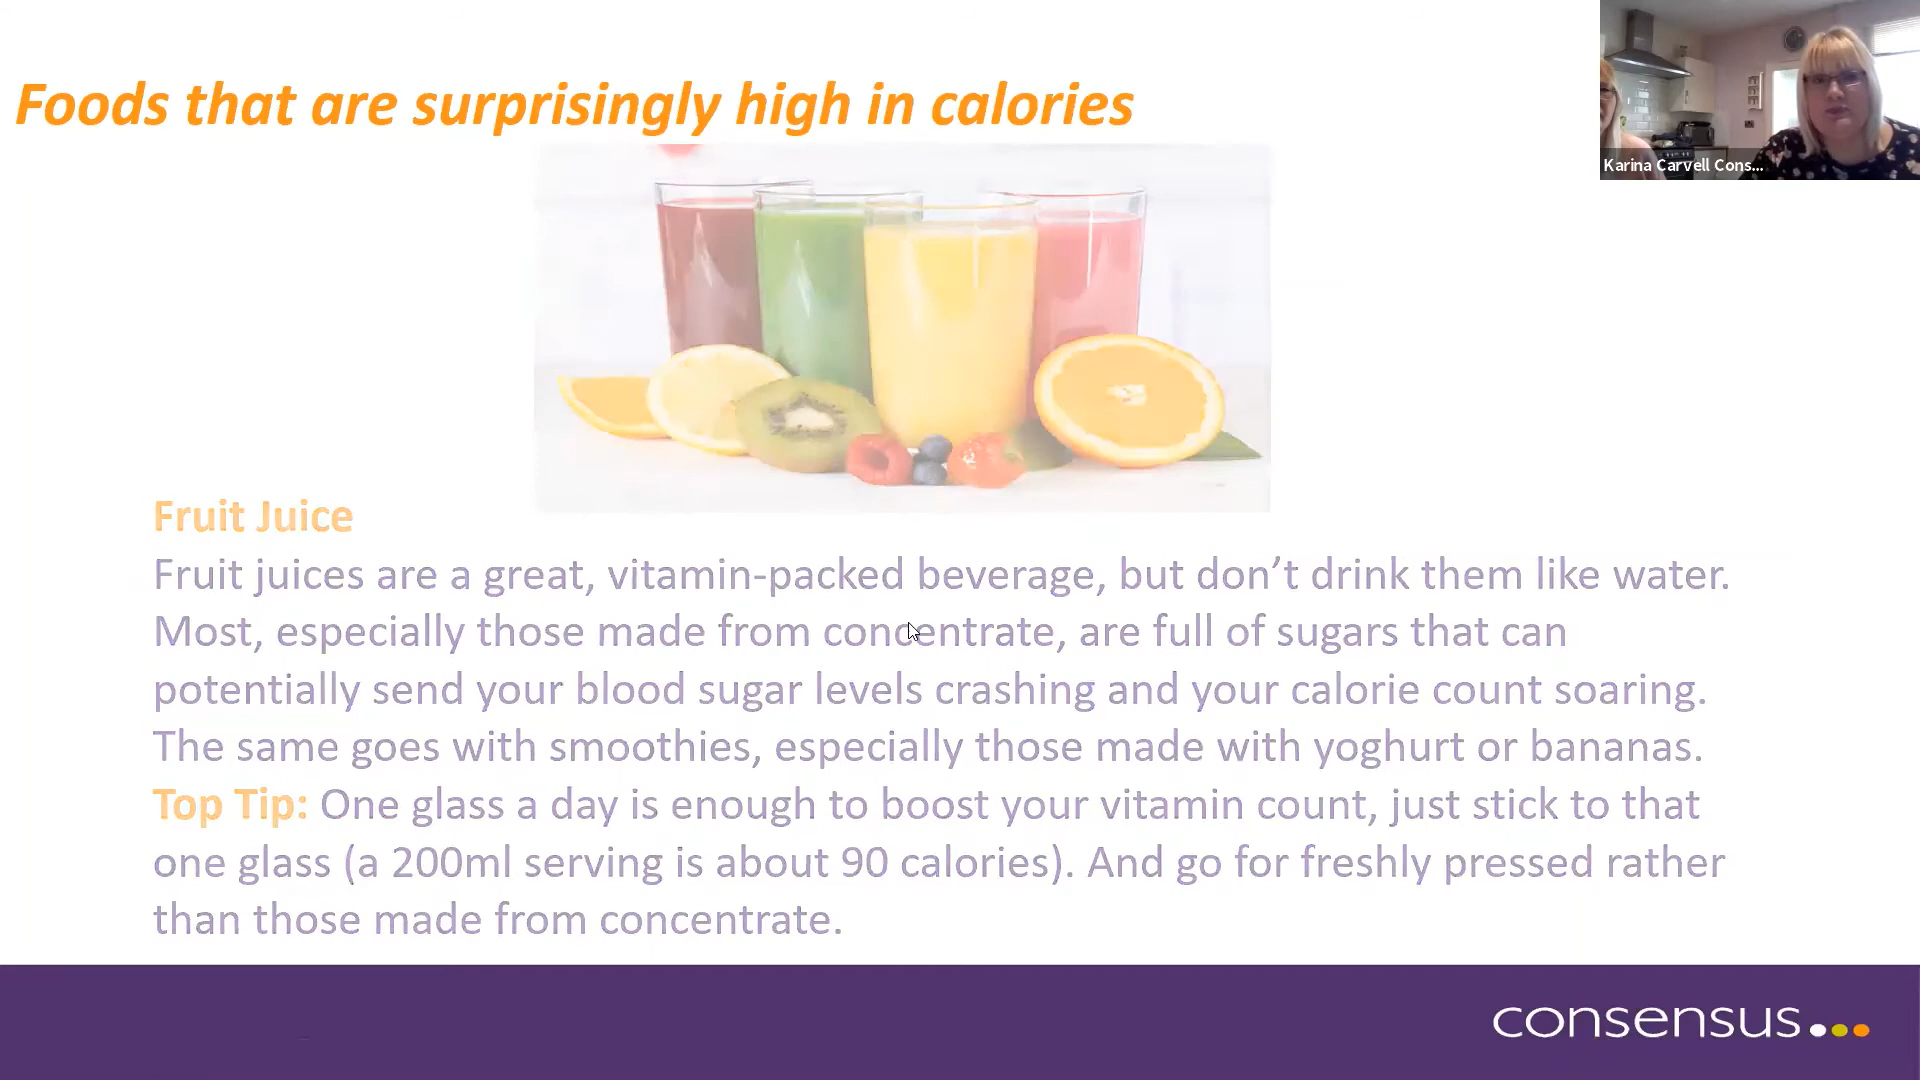 Foods that are surprisingly high in calories
Karina Carvell Cons...
Fruit Juice
Fruit juices are a great, vitamin-packed beverage, but don’t drink them like water.
Most, especially those made from concentrate, are full of sugars that can
potentially send your blood sugar levels crashing and your calorie count soaring.
The same goes with smoothies, especially those made with yoghurt or bananas.
Top Tip: One glass a day is enough to boost your vitamin count, just stick to that
one glass (a 200ml serving is about 90 calories). And go for freshly pressed rather
than those made from concentrate.
consensus...